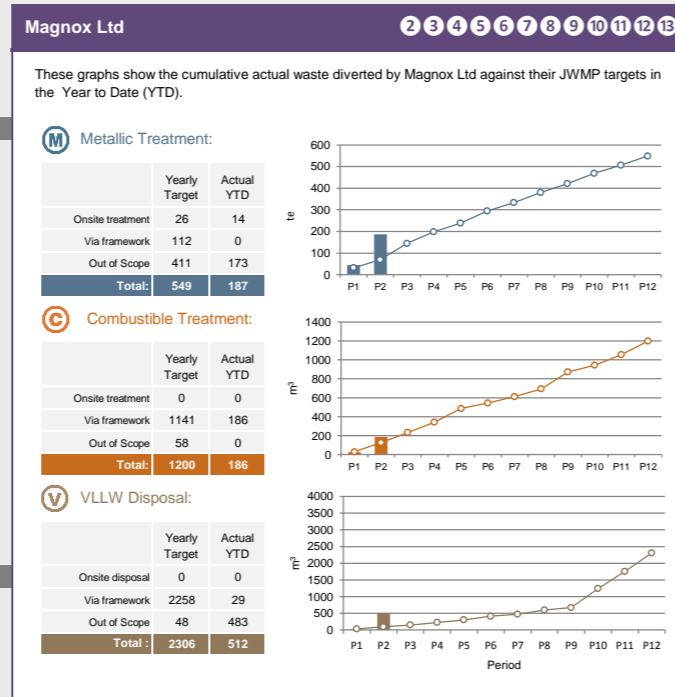 Magnox Ltd
2 3 4 5 6 7 8 9 10 11 12 13
These graphs show the cumulative actual waste diverted by Magnox Ltd against their JWMP targets in
the Year to Date (YTD).
M Metallic Treatment:
Yearly Target Actual YTD
Onsite treatment 26 14
Via framework 112 0
Out of Scope 411 173
Total: 549 187
600
500
400
300
200
100
0
te
P1 P2 P3 P4 P5 P6 P7 P8 P9 P10 P11 P12
C Combustible Treatment:
Yearly Target Actual YTD
Onsite treatment 0 0
Via framework 1141 186
Out of Scope 58 0
Total: 1200 186
1400
1200
1000
800
600
400
200
0
m³
P1 P2 P3 P4 P5 P6 P7 P8 P9 P10 P11 P12
V VLLW Disposal:
Yearly Target Actual YTD
Onsite disposal 0 0
Via framework 2258 29
Out of Scope 48 483
Total : 2306 512
4000
3500
3000
2500
2000
1500
1000
500
0
m³
P1 P2 P3 P4 P5 P6 P7 P8 P9 P10 P11 P12
Period